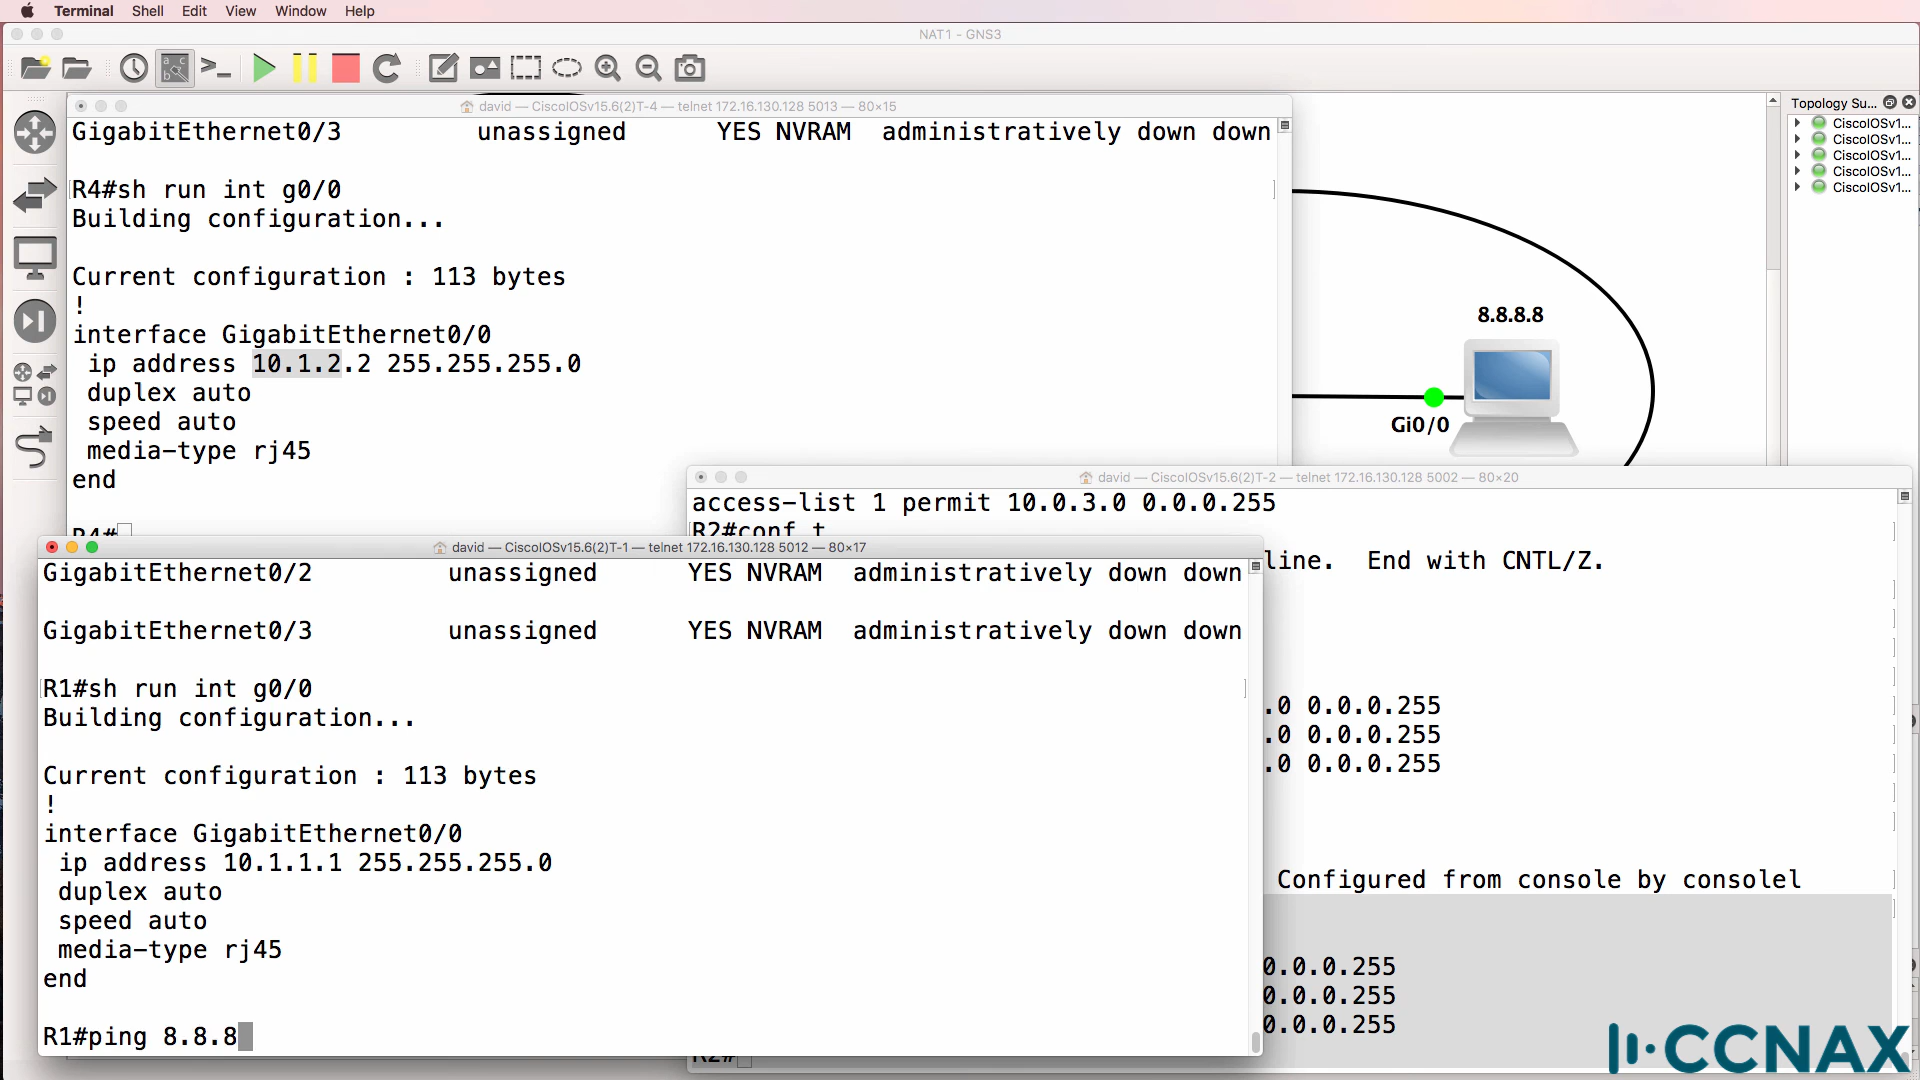 Terminal Shell Edit View Window Help
NAT1 - GNS3
david — CiscoIOSv15.6(2)T-4 — telnet 172.16.130.128 5013 — 80×15
GigabitEthernet0/3 unassigned YES NVRAM administratively down down
R4#sh run int g0/0
Building configuration...
Current configuration : 113 bytes
!
interface GigabitEthernet0/0
ip address 10.1.2.2 255.255.255.0
duplex auto
speed auto
media-type rj45
end
R4#
Topology Su...
CiscoIOSv1...
CiscoIOSv1...
CiscoIOSv1...
CiscoIOSv1...
CiscoIOSv1...
8.8.8.8
Gi0/0
david — CiscoIOSv15.6(2)T-2 — telnet 172.16.130.128 5002 — 80×20
access-list 1 permit 10.0.3.0 0.0.0.255
R2#conf t
line. End with CNTL/Z.
.0 0.0.0.255
.0 0.0.0.255
.0 0.0.0.255
Configured from console by consolel
0.0.0.255
0.0.0.255
0.0.0.255
R2#
david — CiscoIOSv15.6(2)T-1 — telnet 172.16.130.128 5012 — 80×17
GigabitEthernet0/2 unassigned YES NVRAM administratively down down
GigabitEthernet0/3 unassigned YES NVRAM administratively down down
R1#sh run int g0/0
Building configuration...
Current configuration : 113 bytes
!
interface GigabitEthernet0/0
ip address 10.1.1.1 255.255.255.0
duplex auto
speed auto
media-type rj45
end
R1#ping 8.8.8
CCNAX